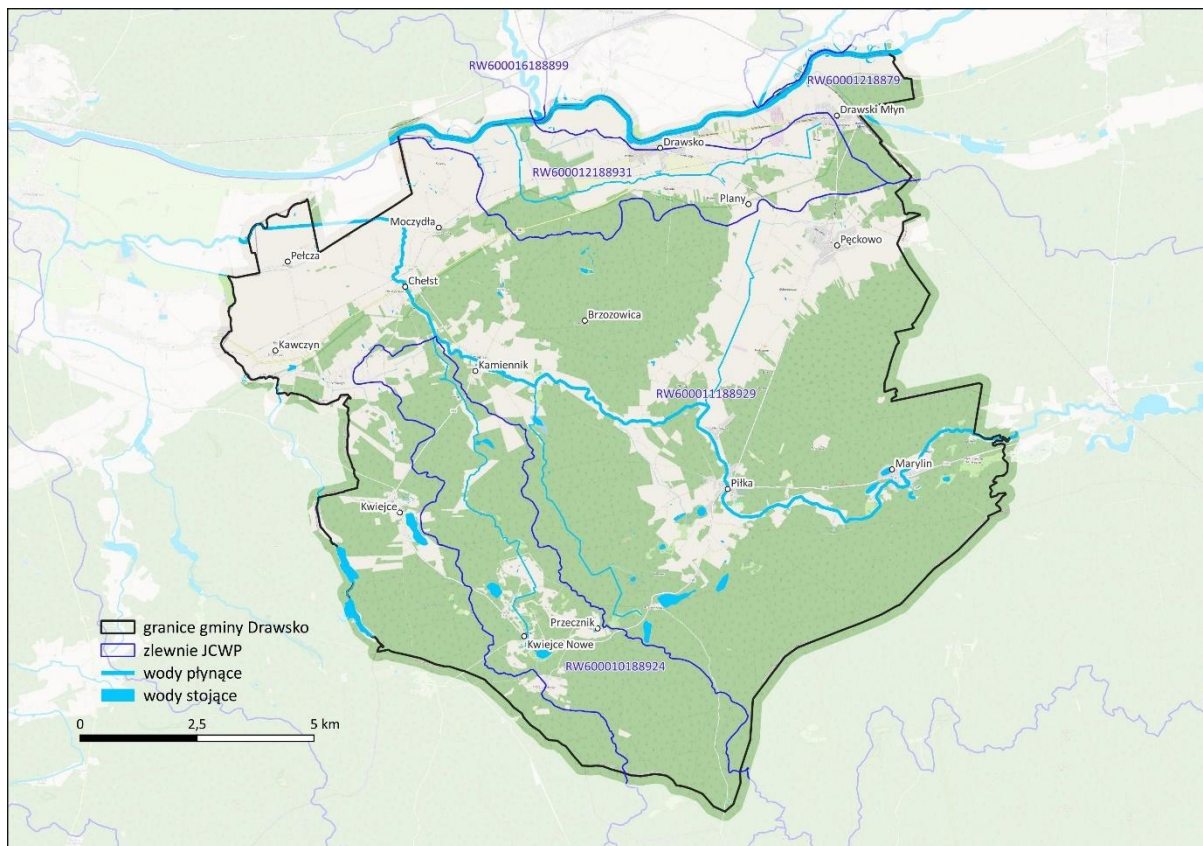 RW600016188899
RW60001218879
Drawski Młyn
Drawsko
RW600012188931
Plany
Moczydła
Pęckowo
Pełcza
Chełst
Brzozowica
Kawczyn
Kamiennik
RW600011188929
Marylin
Piłka
Kwiejce
Przecznik
Kwiejce Nowe
RW600010188924
granice gminy Drawsko
zlewnie JCWP
wody płynące
wody stojące
0 2,5 5 km